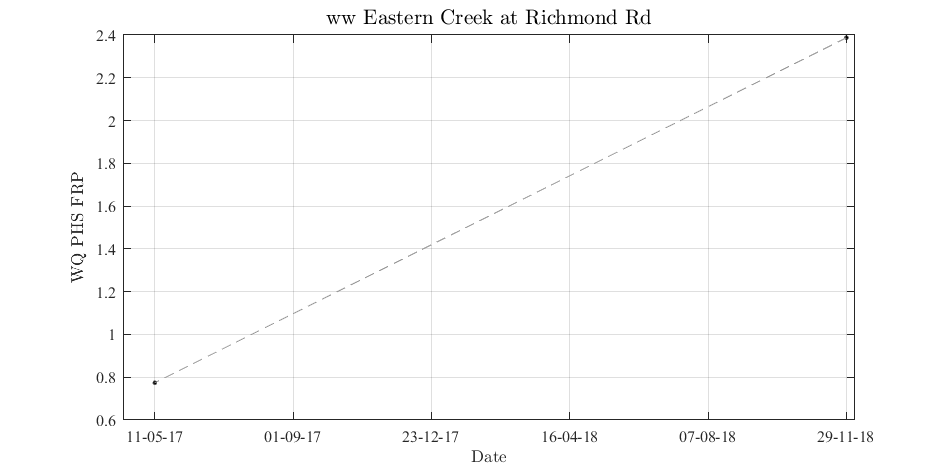 ww Eastern Creek at Richmond Rd
2.4
2.2
2
1.8
1.6
1.4
1.2
1
0.8
0.6
WQ PHS FRP
11-05-17 01-09-17 23-12-17 16-04-18 07-08-18 29-11-18
Date